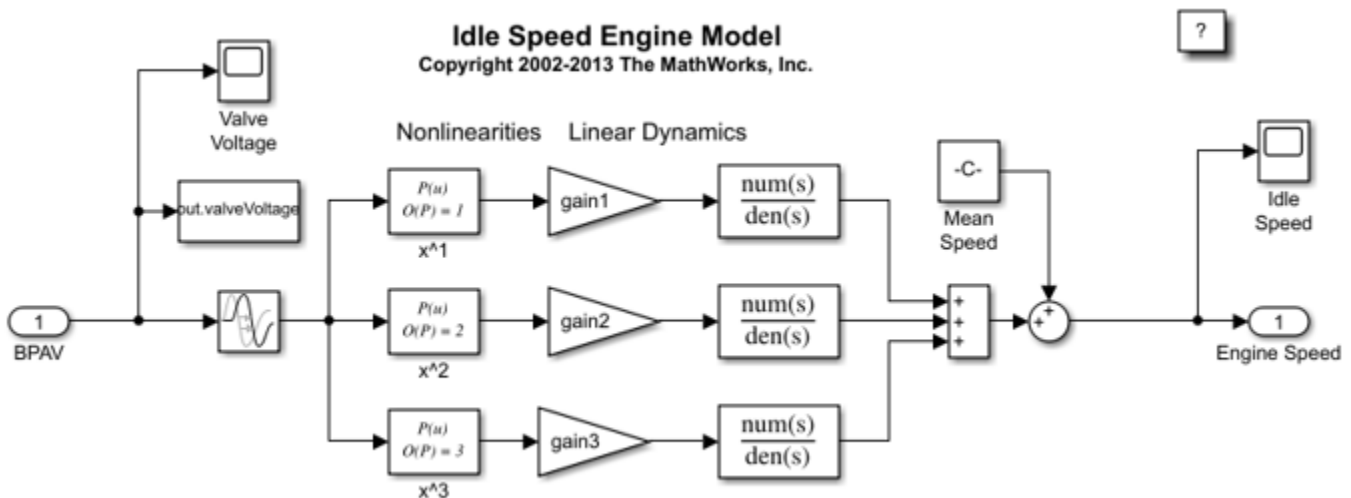 Idle Speed Engine Model
Copyright 2002-2013 The MathWorks, Inc.
?
Valve
Voltage
Nonlinearities Linear Dynamics
out.valveVoltage
P(u)
O(P) = 1
x^1
gain1
num(s)
den(s)
-C-
Mean
Speed
Idle
Speed
1
BPAV
P(u)
O(P) = 2
x^2
gain2
num(s)
den(s)
+
+
+
+
+
1
Engine Speed
P(u)
O(P) = 3
x^3
gain3
num(s)
den(s)